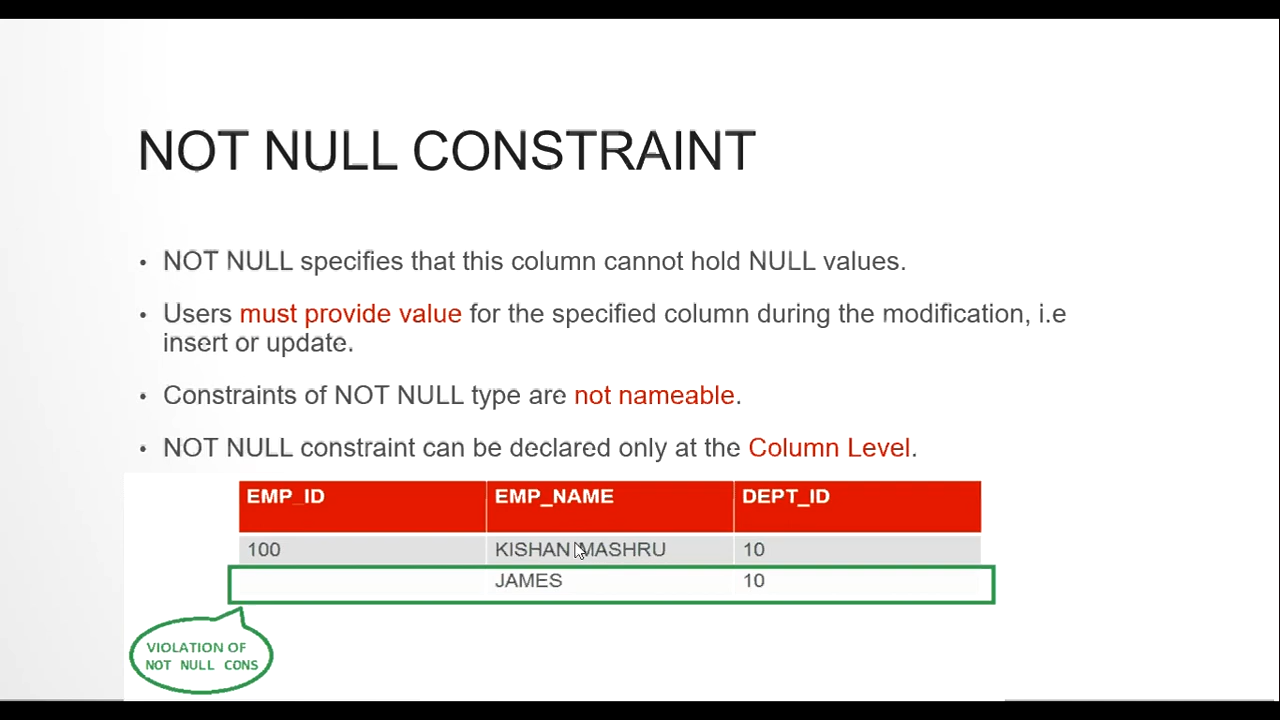 NOT NULL CONSTRAINT
• NOT NULL specifies that this column cannot hold NULL values.
• Users must provide value for the specified column during the modification, i.e
insert or update.
• Constraints of NOT NULL type are not nameable.
• NOT NULL constraint can be declared only at the Column Level.
EMP_ID EMP_NAME DEPT_ID
100 KISHAN MASHRU 10
JAMES 10
VIOLATION OF
NOT NULL CONS